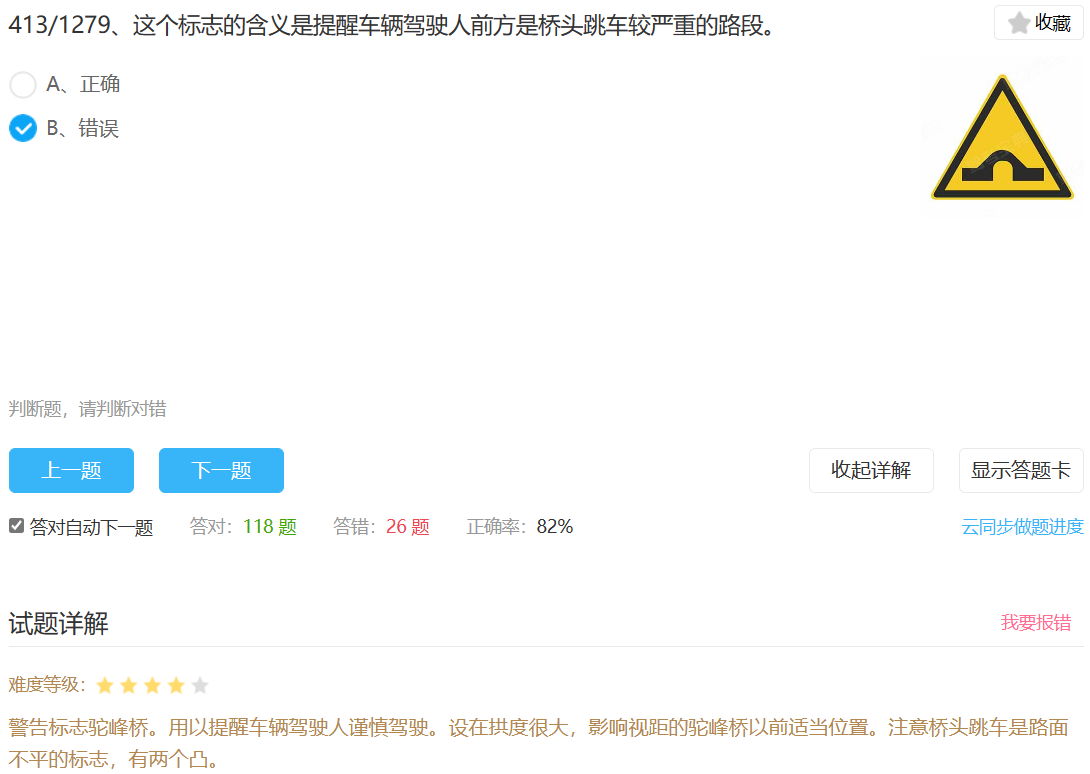 413/1279、这个标志的含义是提醒车辆驾驶人前方是桥头跳车较严重的路段。
收藏
A、正确
B、错误
判断题，请判断对错
上一题
下一题
收起详解
显示答题卡
答对自动下一题
答对：118 题
答错：26 题
正确率：82%
云同步做题进度
试题详解
我要报错
难度等级：
警告标志驼峰桥。用以提醒车辆驾驶人谨慎驾驶。设在拱度很大，影响视距的驼峰桥以前适当位置。注意桥头跳车是路面
不平的标志，有两个凸。